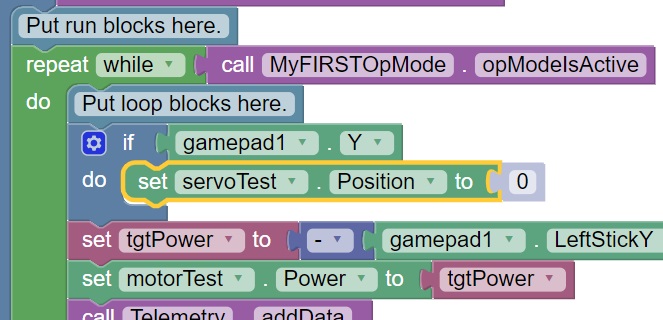 Put run blocks here.
repeat while call MyFIRSTOpMode . opModeIsActive
do Put loop blocks here.
if gamepad1 . Y
do set servoTest . Position to 0
set tgtPower to - gamepad1 . LeftStickY
set motorTest . Power to tgtPower
call Telemetry . addData